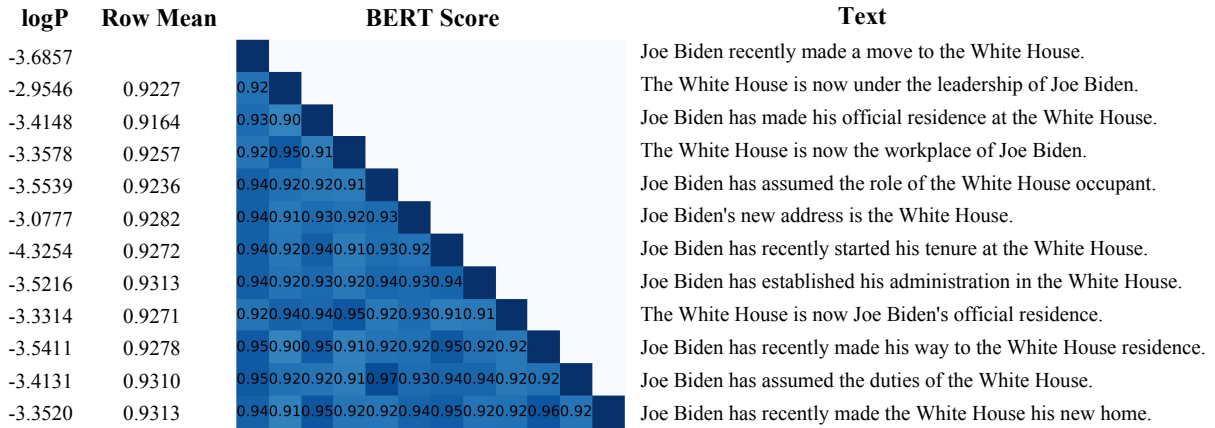 logP Row Mean BERT Score Text
-3.6857 Joe Biden recently made a move to the White House.
-2.9546 0.9227 0.92 The White House is now under the leadership of Joe Biden.
-3.4148 0.9164 0.93 0.90 Joe Biden has made his official residence at the White House.
-3.3578 0.9257 0.92 0.95 0.91 The White House is now the workplace of Joe Biden.
-3.5539 0.9236 0.94 0.92 0.92 0.91 Joe Biden has assumed the role of the White House occupant.
-3.0777 0.9282 0.94 0.91 0.93 0.92 0.93 Joe Biden's new address is the White House.
-4.3254 0.9272 0.94 0.92 0.94 0.91 0.93 0.92 Joe Biden has recently started his tenure at the White House.
-3.5216 0.9313 0.94 0.92 0.93 0.92 0.94 0.93 0.94 Joe Biden has established his administration in the White House.
-3.3314 0.9271 0.92 0.94 0.94 0.95 0.92 0.93 0.91 0.91 The White House is now Joe Biden's official residence.
-3.5411 0.9278 0.95 0.90 0.95 0.91 0.92 0.92 0.95 0.92 0.92 Joe Biden has recently made his way to the White House residence.
-3.4131 0.9310 0.95 0.92 0.92 0.91 0.97 0.93 0.94 0.94 0.92 0.92 Joe Biden has assumed the duties of the White House.
-3.3520 0.9313 0.94 0.91 0.95 0.92 0.92 0.94 0.95 0.92 0.92 0.96 0.92 Joe Biden has recently made the White House his new home.